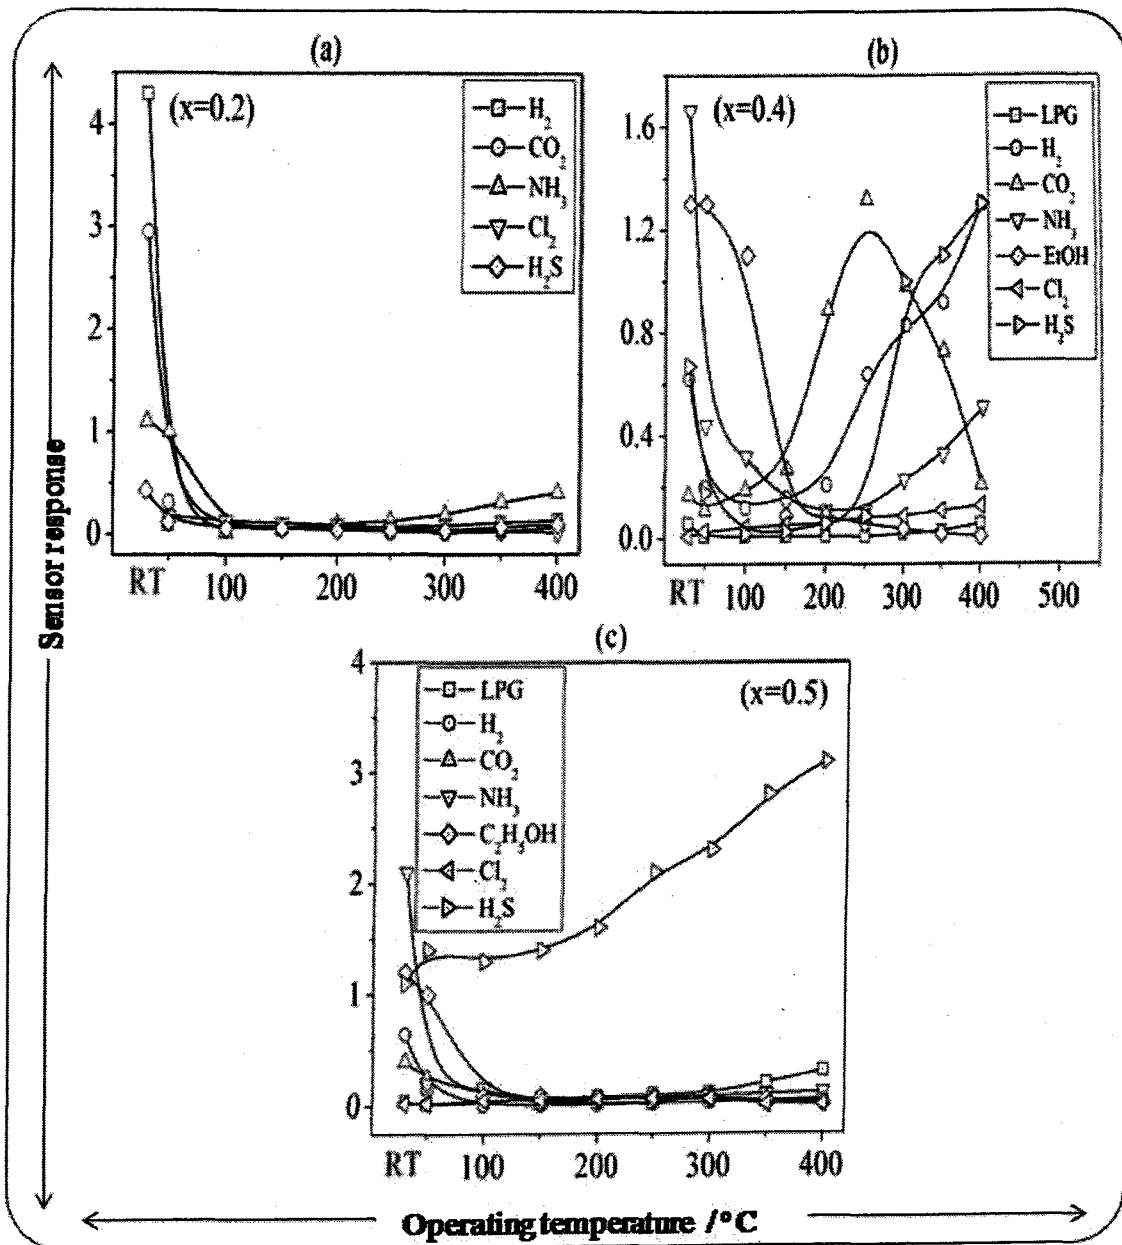 (a)
(x=0.2)
H₂
CO₂
NH₃
Cl₂
H₂S
4
3
2
1
0
RT 100 200 300 400
(b)
(x=0.4)
LPG
H₂
CO₂
NH₃
EtOH
Cl₂
H₂S
1.6
1.2
0.8
0.4
0.0
RT 100 200 300 400 500
(c)
(x=0.5)
LPG
H₂
CO₂
NH₃
C₂H₅OH
Cl₂
H₂S
4
3
2
1
0
RT 100 200 300 400
Sensor response
Operating temperature /°C